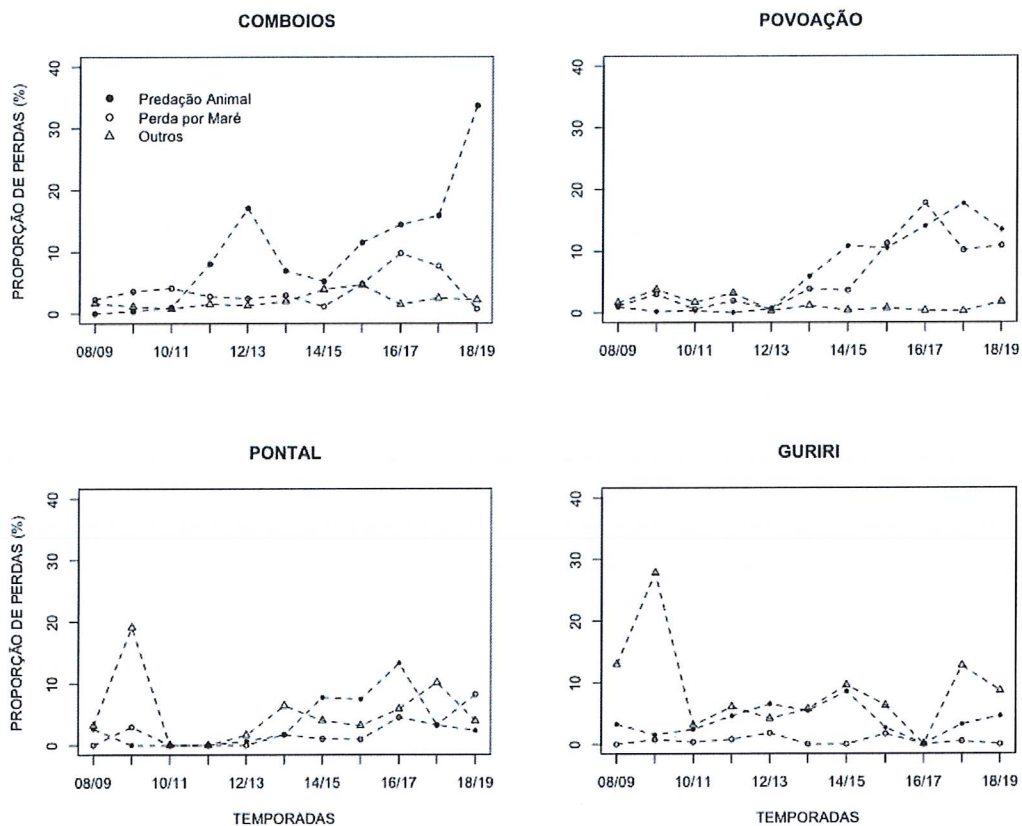 COMBOIOS
PROPORÇÃO DE PERDAS (%)
40
30
20
10
0
Predação Animal
Perda por Maré
Outros
08/09 10/11 12/13 14/15 16/17 18/19
POVOAÇÃO
40
30
20
10
0
08/09 10/11 12/13 14/15 16/17 18/19
PONTAL
PROPORÇÃO DE PERDAS (%)
40
30
20
10
0
08/09 10/11 12/13 14/15 16/17 18/19
TEMPORADAS
GURIRI
40
30
20
10
0
08/09 10/11 12/13 14/15 16/17 18/19
TEMPORADAS